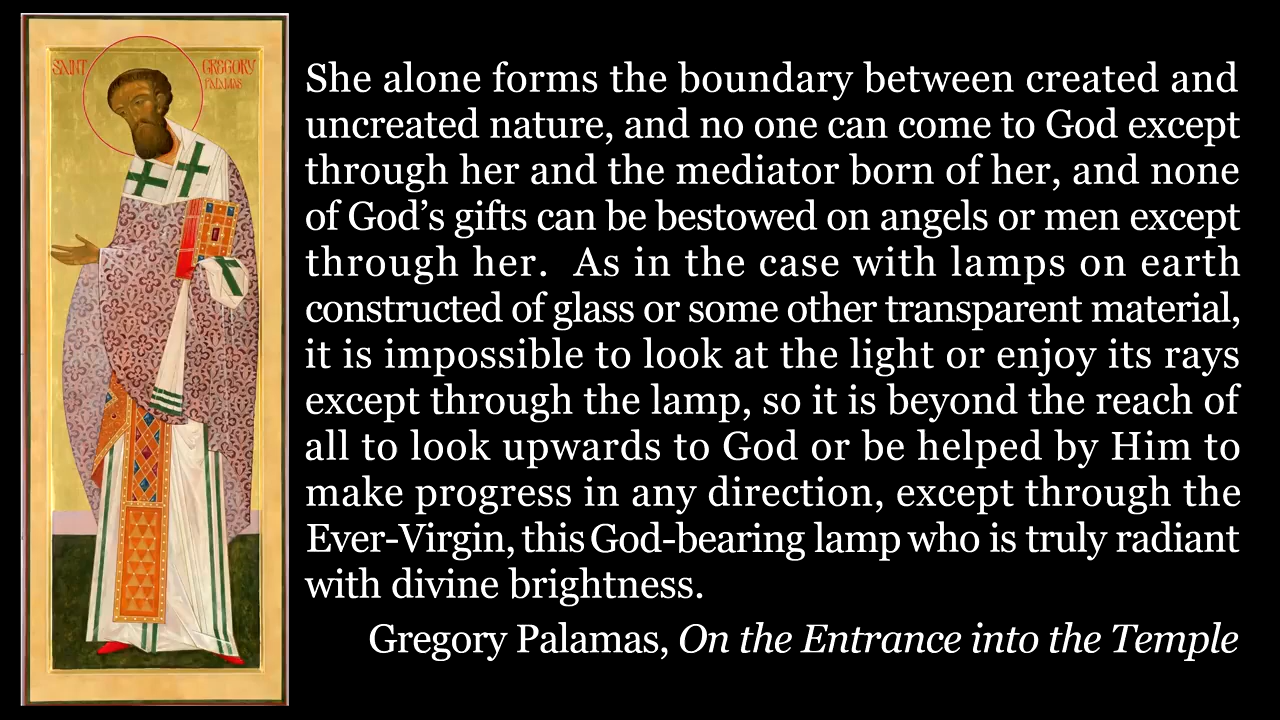 SAINT GREGORY
PALAMAS
She alone forms the boundary between created and
uncreated nature, and no one can come to God except
through her and the mediator born of her, and none
of God’s gifts can be bestowed on angels or men except
through her.  As in the case with lamps on earth
constructed of glass or some other transparent material,
it is impossible to look at the light or enjoy its rays
except through the lamp, so it is beyond the reach of
all to look upwards to God or be helped by Him to
make progress in any direction, except through the
Ever-Virgin, this God-bearing lamp who is truly radiant
with divine brightness.
Gregory Palamas, On the Entrance into the Temple